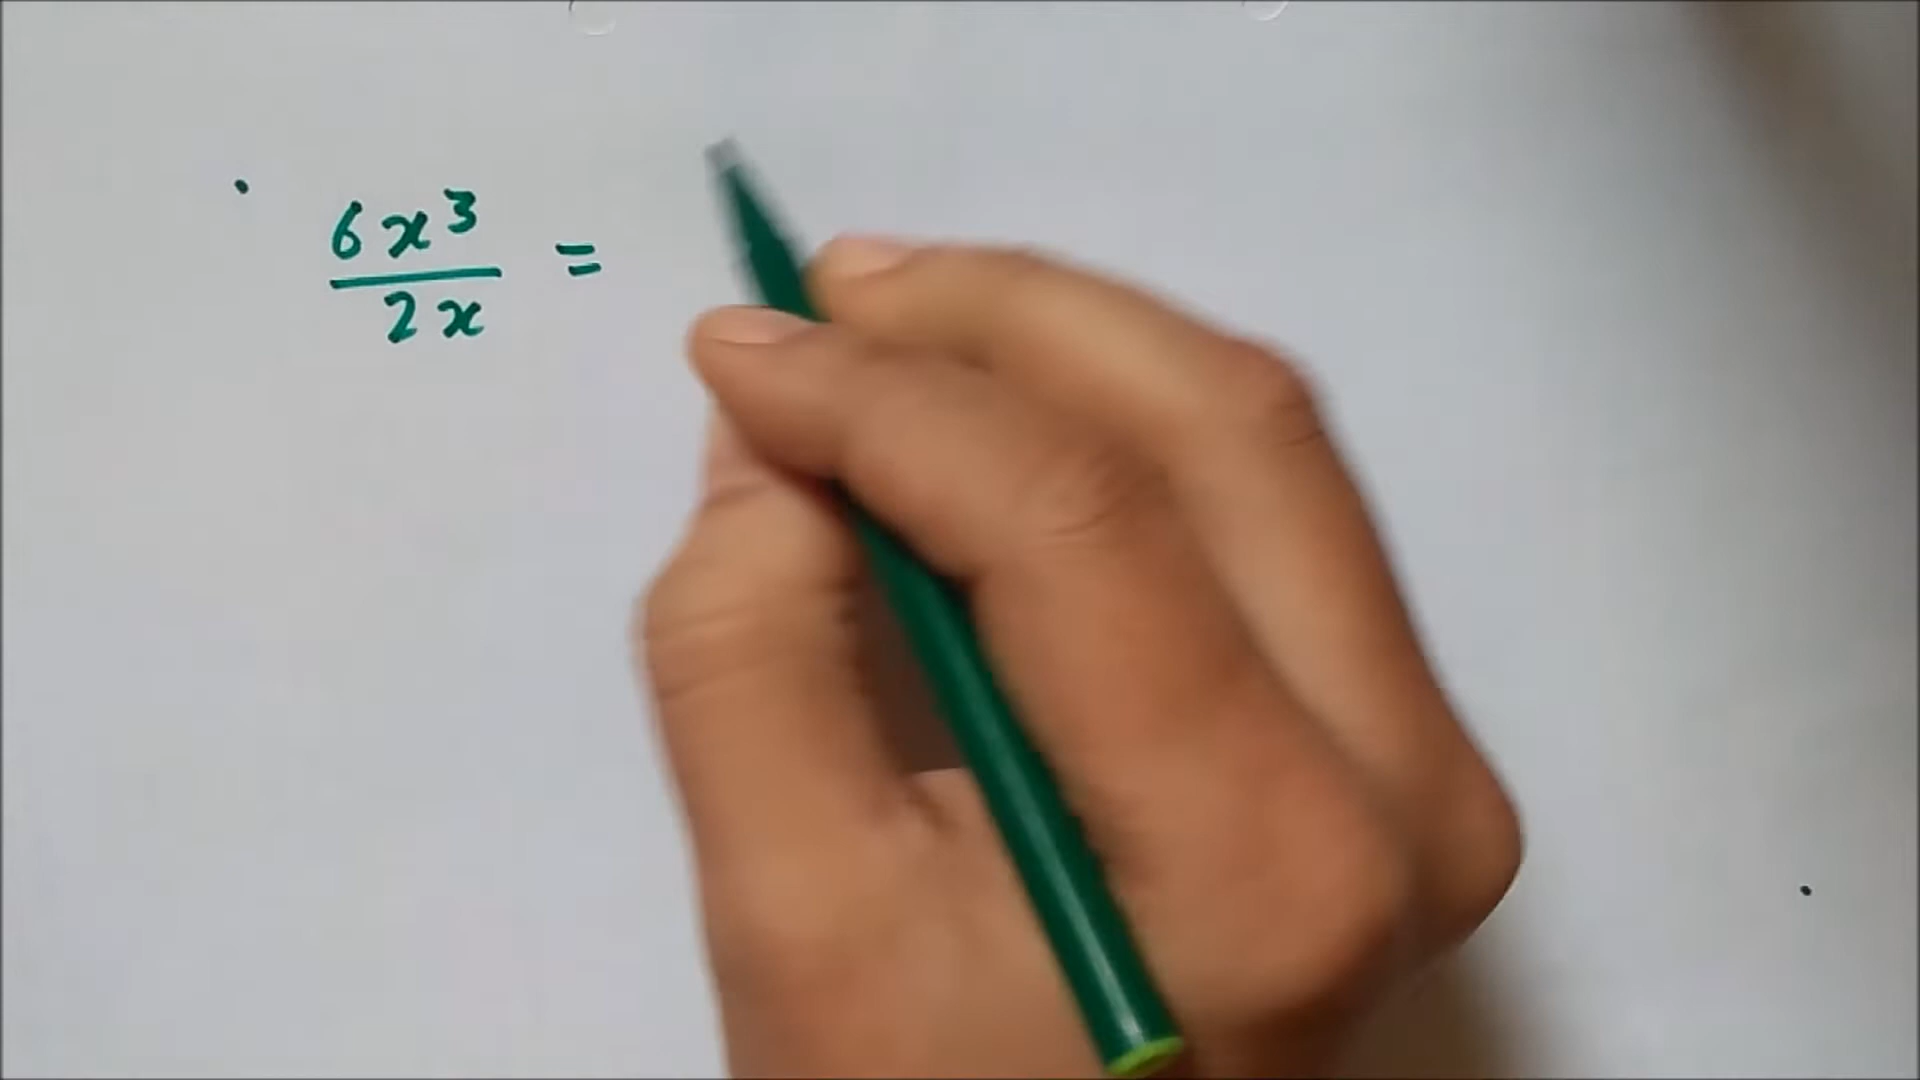 6x³
2x =